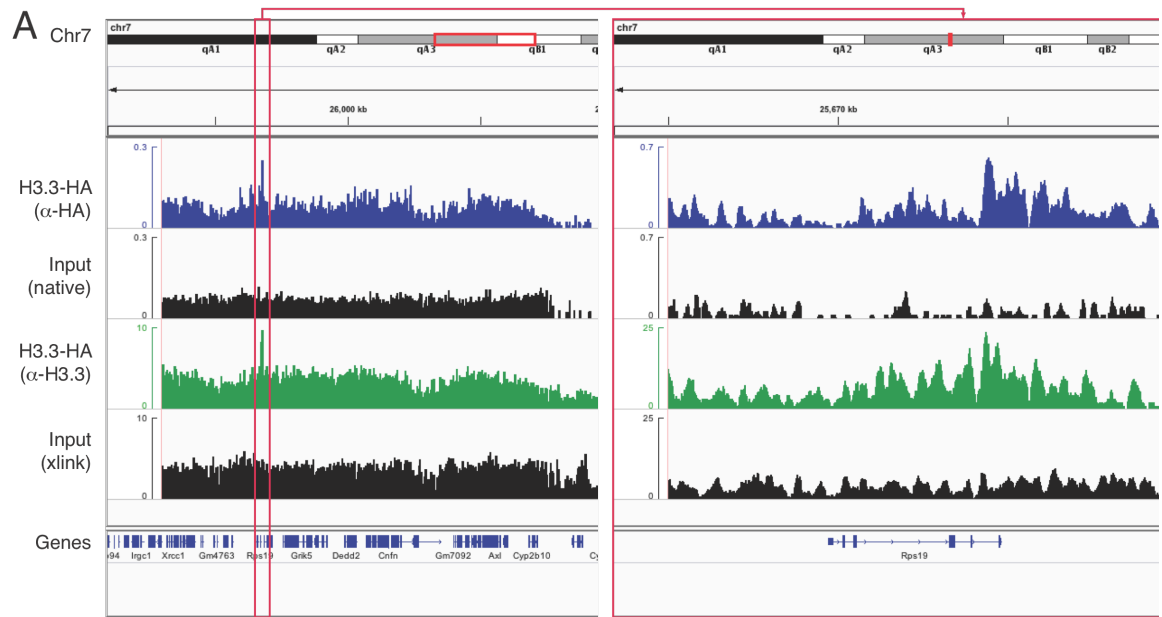 A
Chr7
chr7
qA1 qA2 qA3 qB1
26,000 kb
chr7
qA1 qA2 qA3 qB1 qB2
25,670 kb
H3.3-HA
(α-HA)
0.3
0
0.7
0
Input
(native)
0.3
0
0.7
0
H3.3-HA
(α-H3.3)
10
0
25
0
Input
(xlink)
10
0
25
0
Genes
Irgc1 Xrcc1 Gm4763 Rps19 Grik5 Dedd2 Cnfn Gm7092 Axl Cyp2b10
Rps19